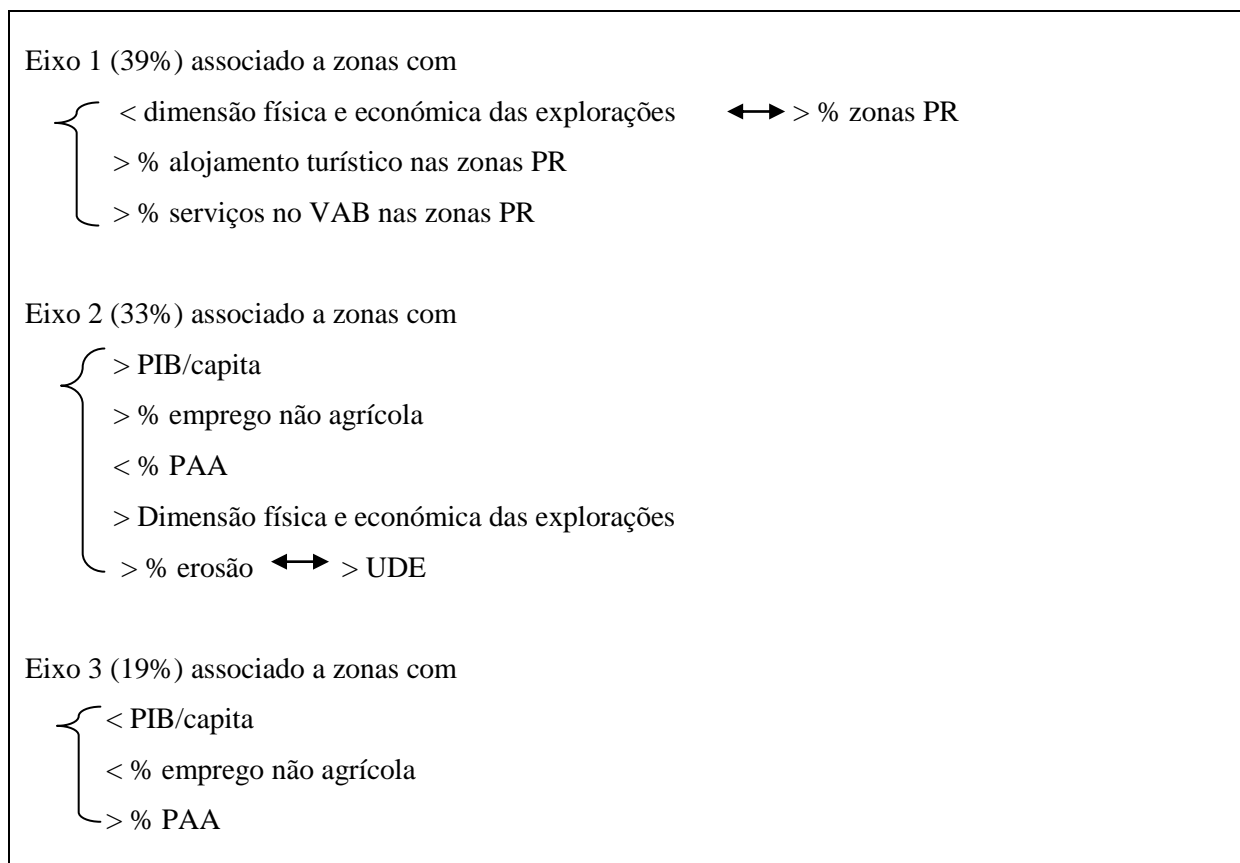 Eixo 1 (39%) associado a zonas com
< dimensão física e económica das explorações ↔ > % zonas PR
> % alojamento turístico nas zonas PR
> % serviços no VAB nas zonas PR
Eixo 2 (33%) associado a zonas com
> PIB/capita
> % emprego não agrícola
< % PAA
> Dimensão física e económica das explorações
> % erosão ↔ > UDE
Eixo 3 (19%) associado a zonas com
< PIB/capita
< % emprego não agrícola
> % PAA